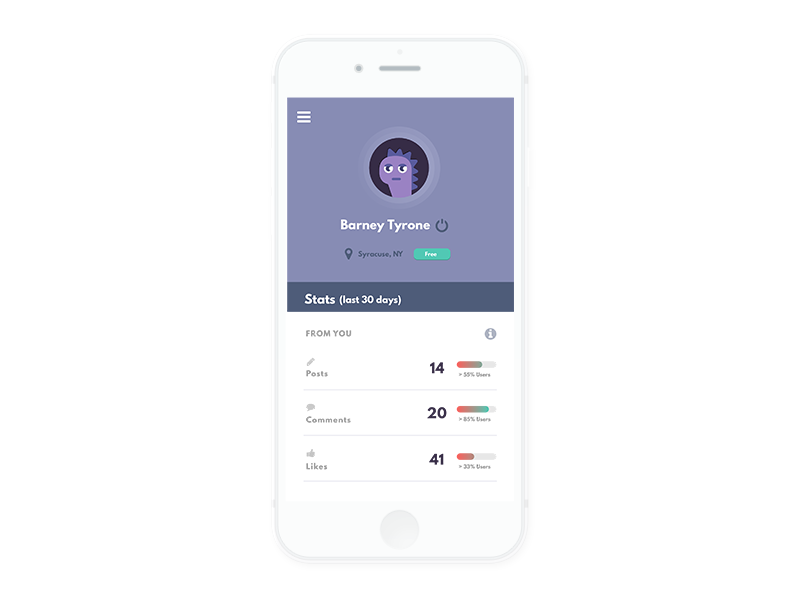 Barney Tyrone
Syracuse, NY Free
Stats (last 30 days)
FROM YOU
Posts 14 > 55% Users
Comments 20 > 85% Users
Likes 41 > 33% Users